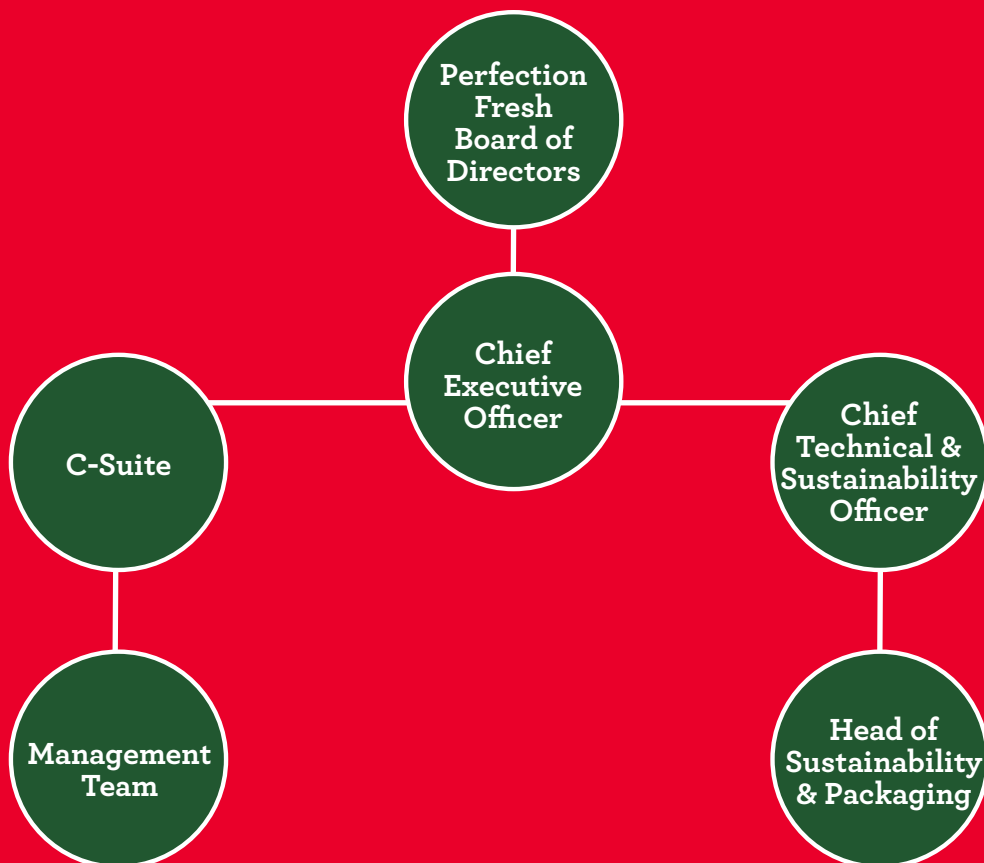 Perfection
Fresh
Board of
Directors
Chief
Executive
Officer
C-Suite
Chief
Technical &
Sustainability
Officer
Management
Team
Head of
Sustainability
& Packaging